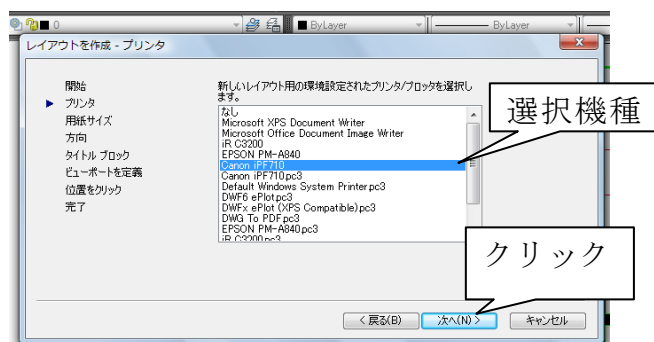 0
ByLayer
ByLayer
レイアウトを作成 - プリンタ
開始
プリンタ
用紙サイズ
方向
タイトル ブロック
ビューポートを定義
位置をクリック
完了
新しいレイアウト用の環境設定されたプリンタ/プロッタを選択し
ます。
なし
Microsoft XPS Document Writer
Microsoft Office Document Image Writer
iR C3200
EPSON PM-A840
Canon iPF710
Canon iPF710.pc3
Default Windows System Printer.pc3
DWF6 ePlot.pc3
DWFx ePlot (XPS Compatible).pc3
DWG To PDF.pc3
EPSON PM-A840.pc3
iR C3200.pc3
選択機種
クリック
< 戻る(B)
次へ(N) >
キャンセル